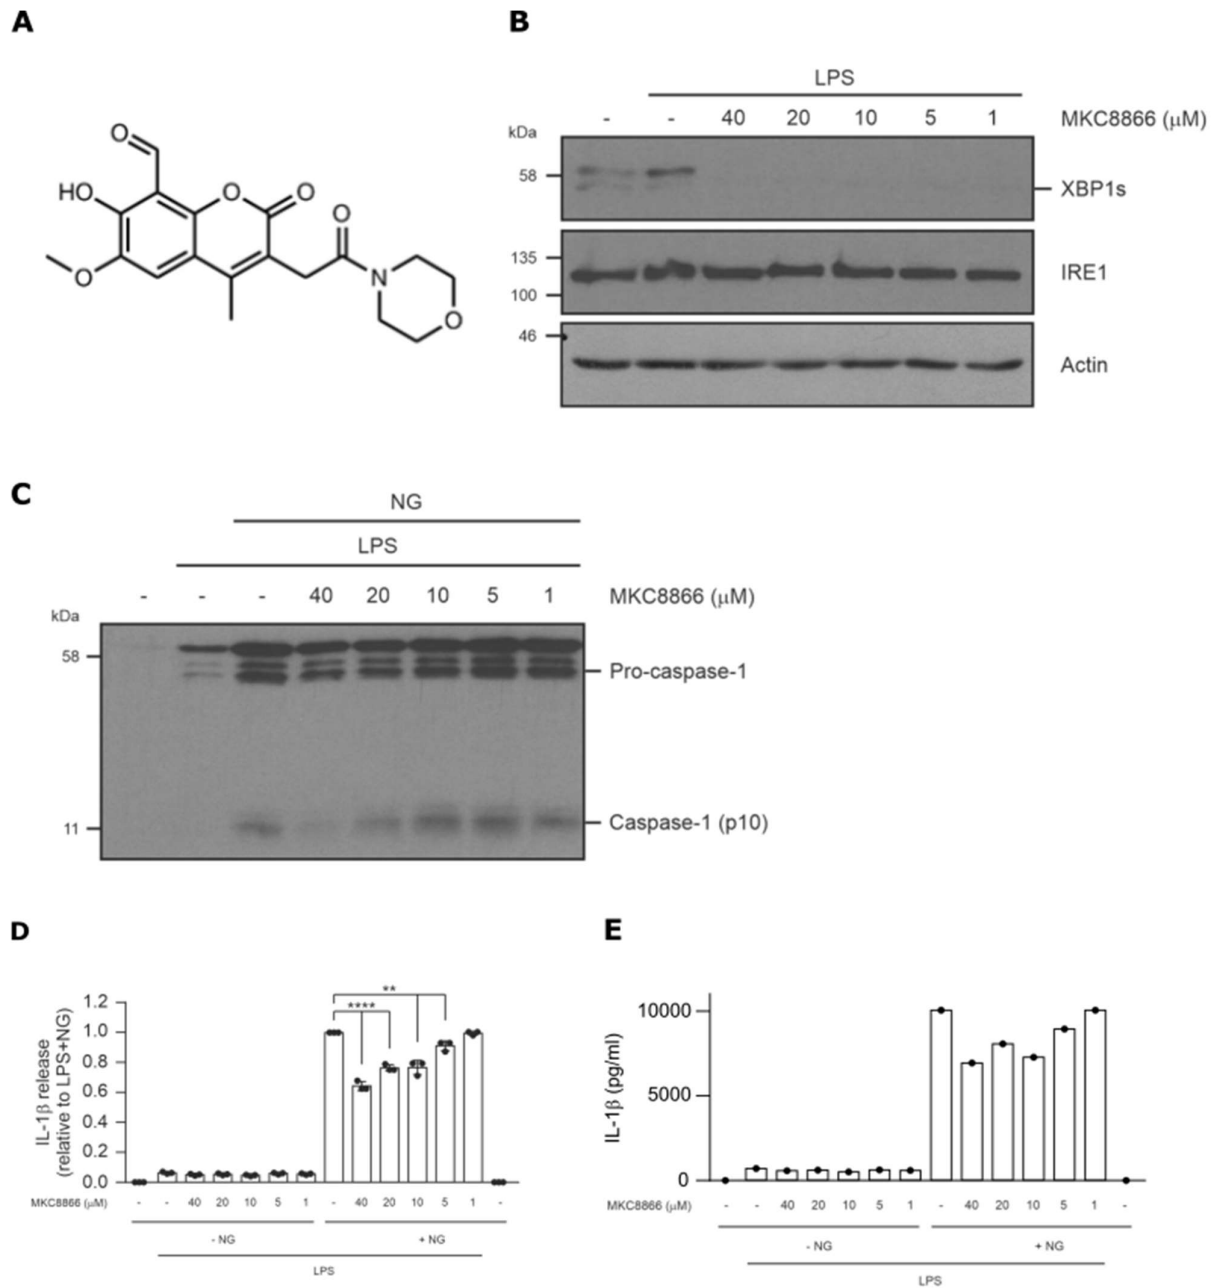 A
O
HO
O
O
O
O
N
O
B
LPS
- - 40 20 10 5 1 MKC8866 (μM)
kDa
58
XBP1s
135
IRE1
100
46
Actin
C
NG
LPS
- - - 40 20 10 5 1 MKC8866 (μM)
kDa
58
Pro-caspase-1
11
Caspase-1 (p10)
D
IL-1β release
(relative to LPS+NG)
1.2
1.0
0.8
0.6
0.4
0.2
0.0
**
****
MKC8866 (μM) - - 40 20 10 5 1 - 40 20 10 5 1 -
- NG + NG
LPS
E
IL-1β (pg/ml)
10000
5000
0
MKC8866 (μM) - - 40 20 10 5 1 - 40 20 10 5 1 -
- NG + NG
LPS